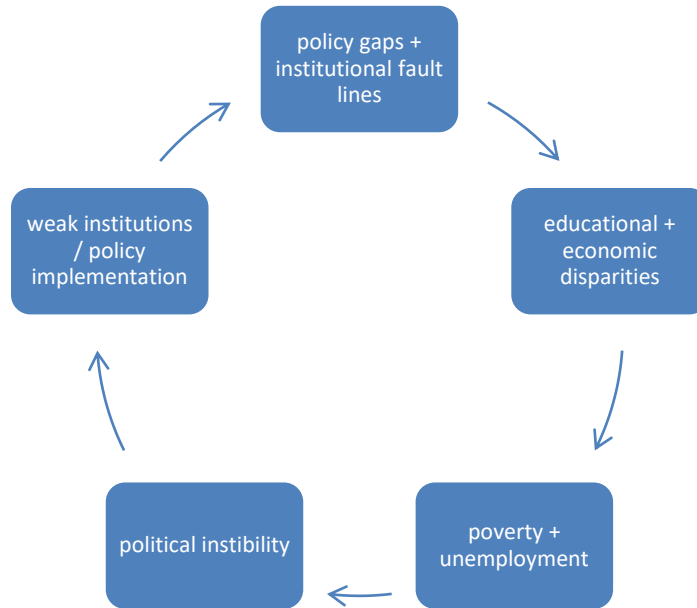 policy gaps +
institutional fault
lines
educational +
economic
disparities
poverty +
unemployment
political instibility
weak institutions
/ policy
implementation